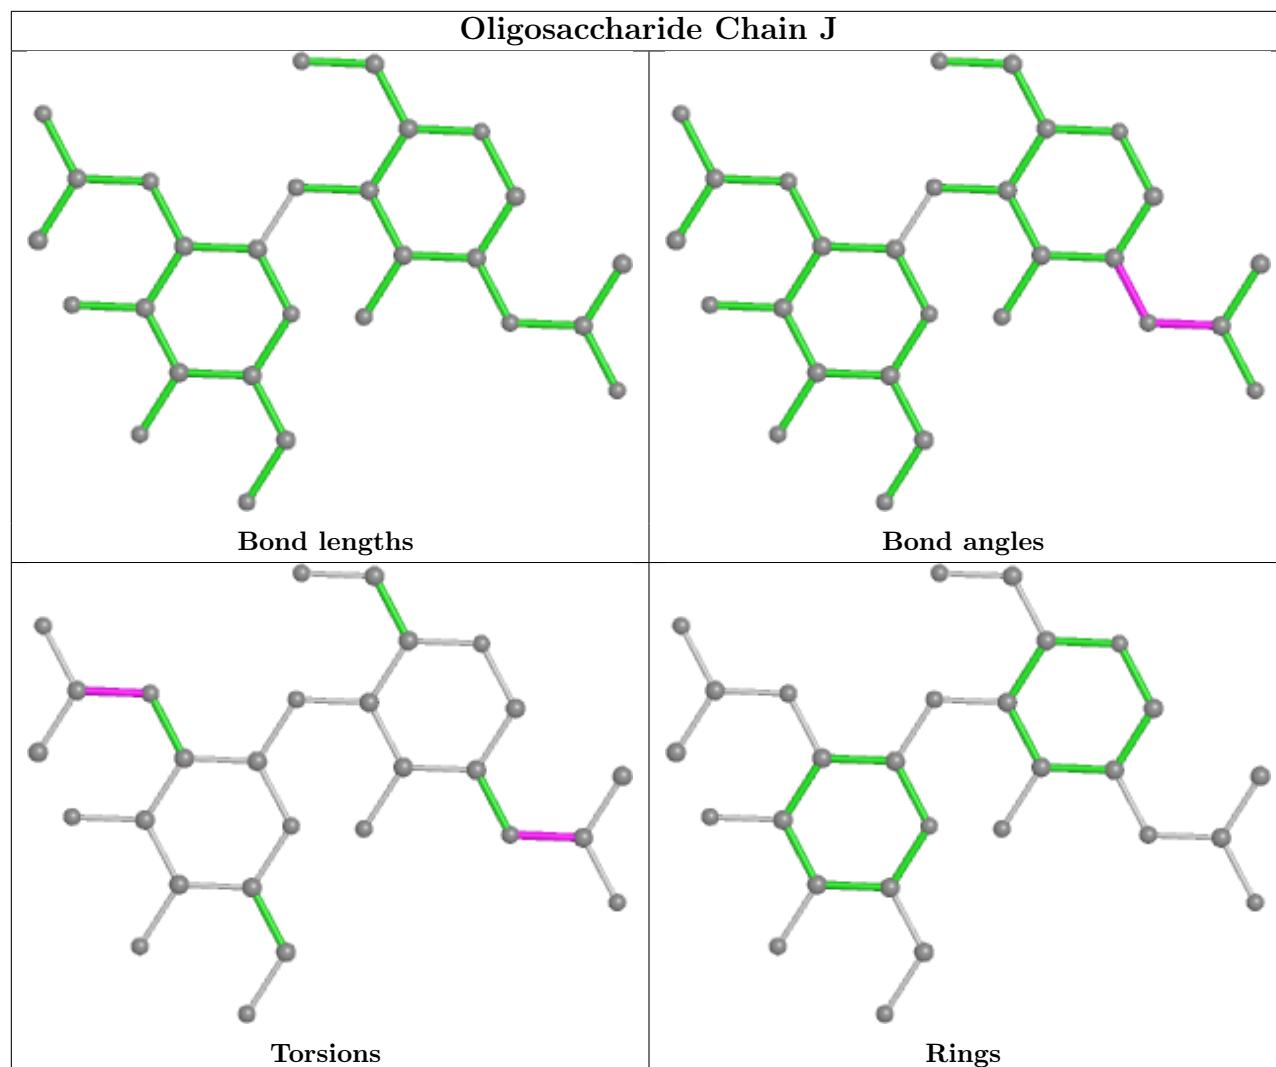 Oligosaccharide Chain J
Bond lengths
Bond angles
Torsions
Rings